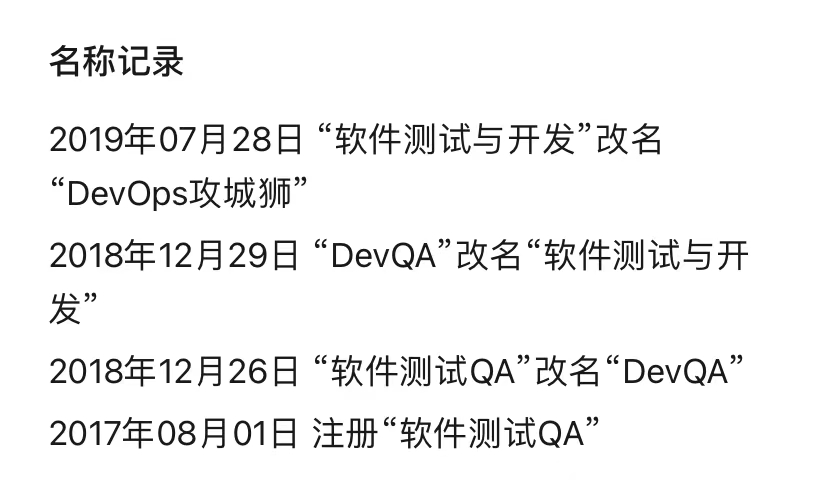 名称记录
2019年07月28日 “软件测试与开发”改名
“DevOps攻城狮”
2018年12月29日 “DevQA”改名“软件测试与开
发”
2018年12月26日 “软件测试QA”改名“DevQA”
2017年08月01日 注册“软件测试QA”